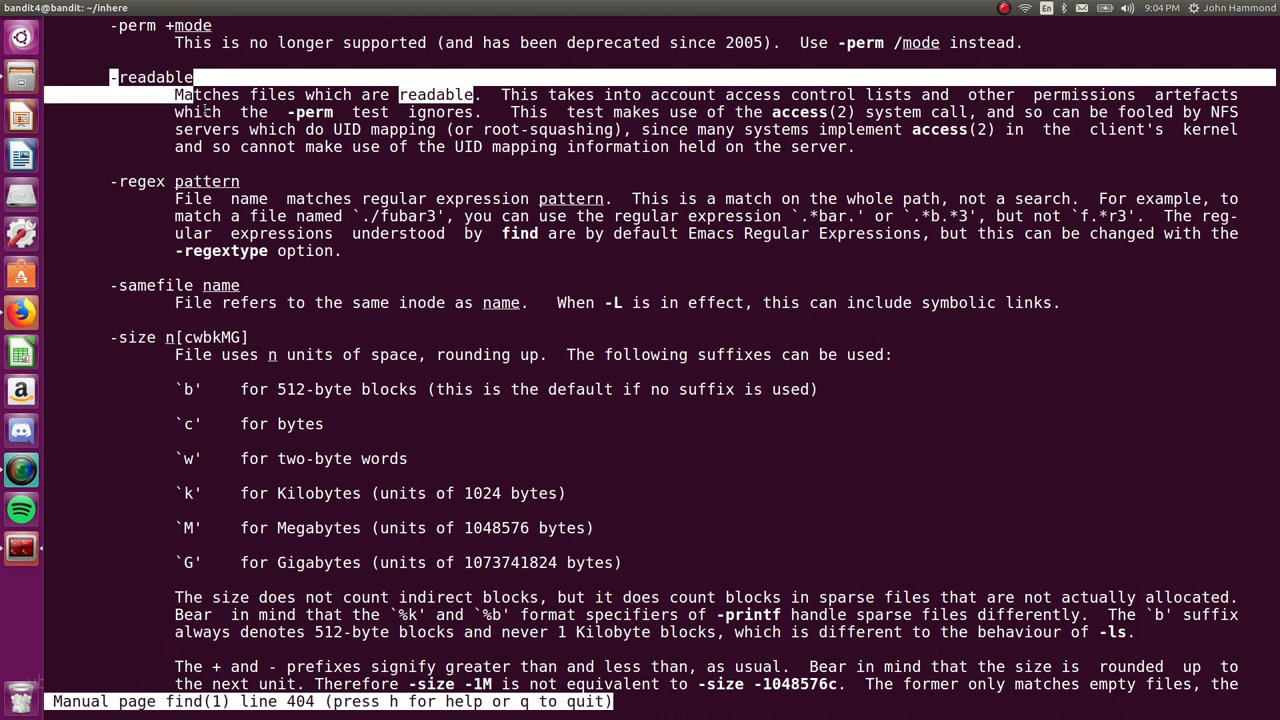 bandit4@bandit: ~/inhere
En
9:04 PM
John Hammond
-perm +mode
This is no longer supported (and has been deprecated since 2005).  Use -perm /mode instead.
-readable
Matches files which are readable.  This takes into account access control lists and  other  permissions  artefacts
which  the  -perm  test  ignores.   This  test makes use of the access(2) system call, and so can be fooled by NFS
servers which do UID mapping (or root-squashing), since many systems implement access(2) in  the  client's  kernel
and so cannot make use of the UID mapping information held on the server.
-regex pattern
File  name  matches regular expression pattern.  This is a match on the whole path, not a search.  For example, to
match a file named `./fubar3', you can use the regular expression `.*bar.' or `.*b.*3', but not `f.*r3'.  The reg-
ular  expressions  understood  by  find are by default Emacs Regular Expressions, but this can be changed with the
-regextype option.
-samefile name
File refers to the same inode as name.   When -L is in effect, this can include symbolic links.
-size n[cwbkMG]
File uses n units of space, rounding up.  The following suffixes can be used:
`b'    for 512-byte blocks (this is the default if no suffix is used)
`c'    for bytes
`w'    for two-byte words
`k'    for Kilobytes (units of 1024 bytes)
`M'    for Megabytes (units of 1048576 bytes)
`G'    for Gigabytes (units of 1073741824 bytes)
The size does not count indirect blocks, but it does count blocks in sparse files that are not actually allocated.
Bear  in mind that the `%k' and `%b' format specifiers of -printf handle sparse files differently.  The `b' suffix
always denotes 512-byte blocks and never 1 Kilobyte blocks, which is different to the behaviour of -ls.
The + and - prefixes signify greater than and less than, as usual.  Bear in mind that the size is  rounded  up  to
the next unit. Therefore -size -1M is not equivalent to -size -1048576c.  The former only matches empty files, the
Manual page find(1) line 404 (press h for help or q to quit)